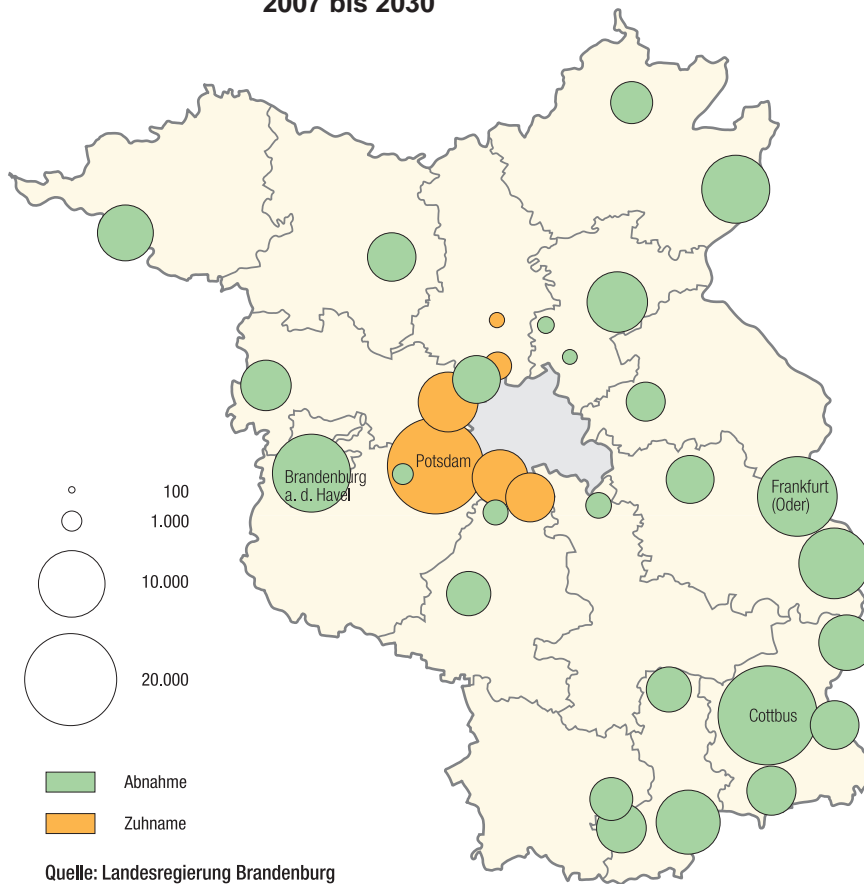 2007 bis 2030
Potsdam
Brandenburg
a. d. Havel
Frankfurt
(Oder)
100
1.000
10.000
20.000
Cottbus
Abnahme
Zuhname
Quelle: Landesregierung Brandenburg